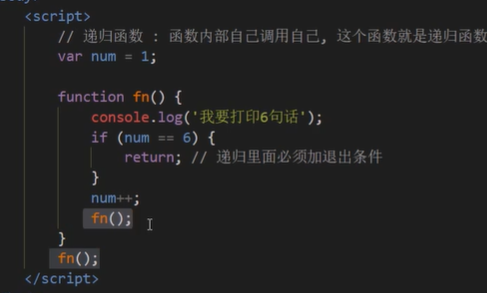 <script>
// 递归函数 : 函数内部自己调用自己, 这个函数就是递归函数
var num = 1;
function fn() {
console.log('我要打印6句话');
if (num == 6) {
return; // 递归里面必须加退出条件
}
num++;
fn();
}
fn();
</script>